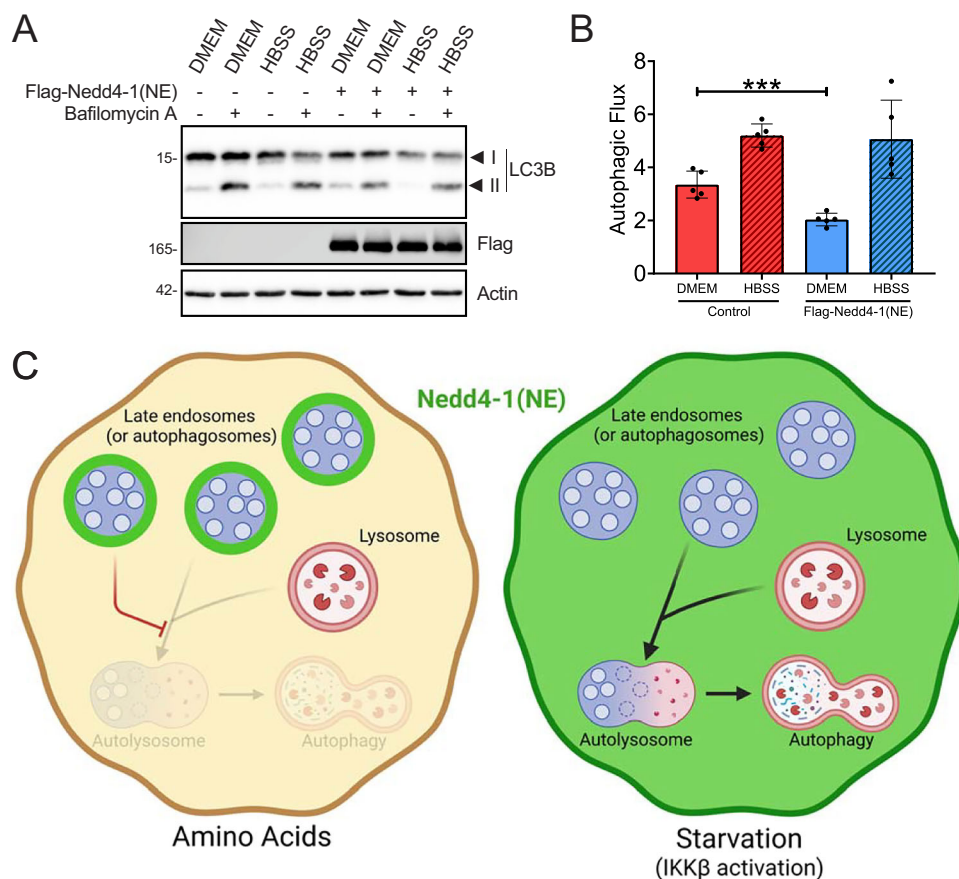 A
DMEM DMEM HBSS HBSS DMEM DMEM HBSS HBSS
Flag-Nedd4-1(NE) - - - - + + + +
Bafilomycin A - + - + - + - +
15- ◄ I
LC3B
◄ II
165- Flag
42- Actin
B
***
Autophagic Flux
8
6
4
2
0
DMEM HBSS DMEM HBSS
Control Flag-Nedd4-1(NE)
C
Nedd4-1(NE)
Late endosomes
(or autophagosomes)
Lysosome
Autolysosome Autophagy
Amino Acids
Late endosomes
(or autophagosomes)
Lysosome
Autolysosome Autophagy
Starvation
(IKKβ activation)